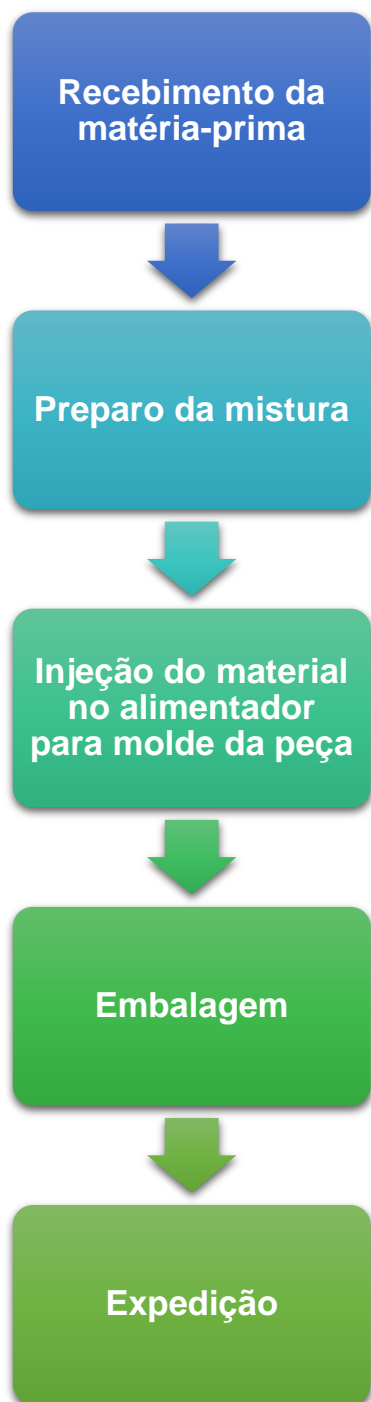 Recebimento da
matéria-prima
Preparo da mistura
Injeção do material
no alimentador
para molde da peça
Embalagem
Expedição